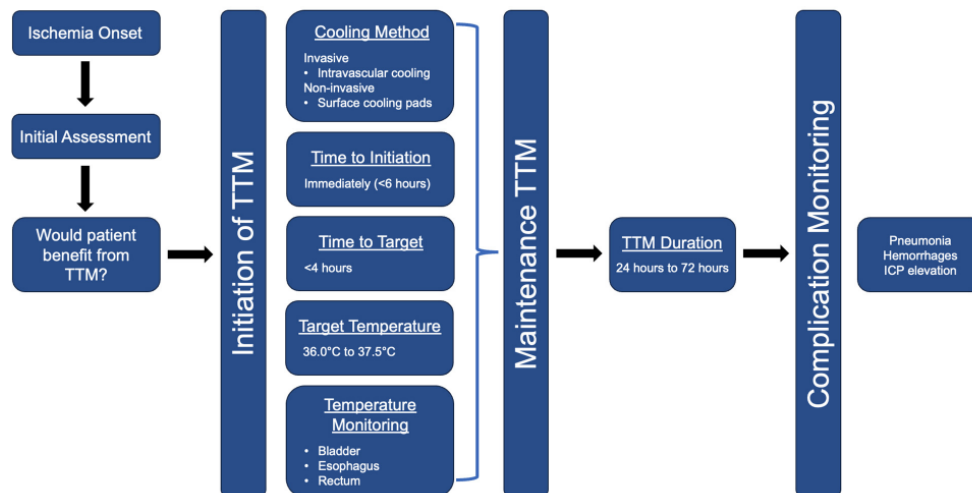 Ischemia Onset
Initial Assessment
Would patient
benefit from
TTM?
Initiation of TTM
Cooling Method
Invasive
• Intravascular cooling
Non-invasive
• Surface cooling pads
Time to Initiation
Immediately (<6 hours)
Time to Target
<4 hours
Target Temperature
36.0°C to 37.5°C
Temperature
Monitoring
• Bladder
• Esophagus
• Rectum
Maintenance TTM
TTM Duration
24 hours to 72 hours
Complication Monitoring
Pneumonia
Hemorrhages
ICP elevation